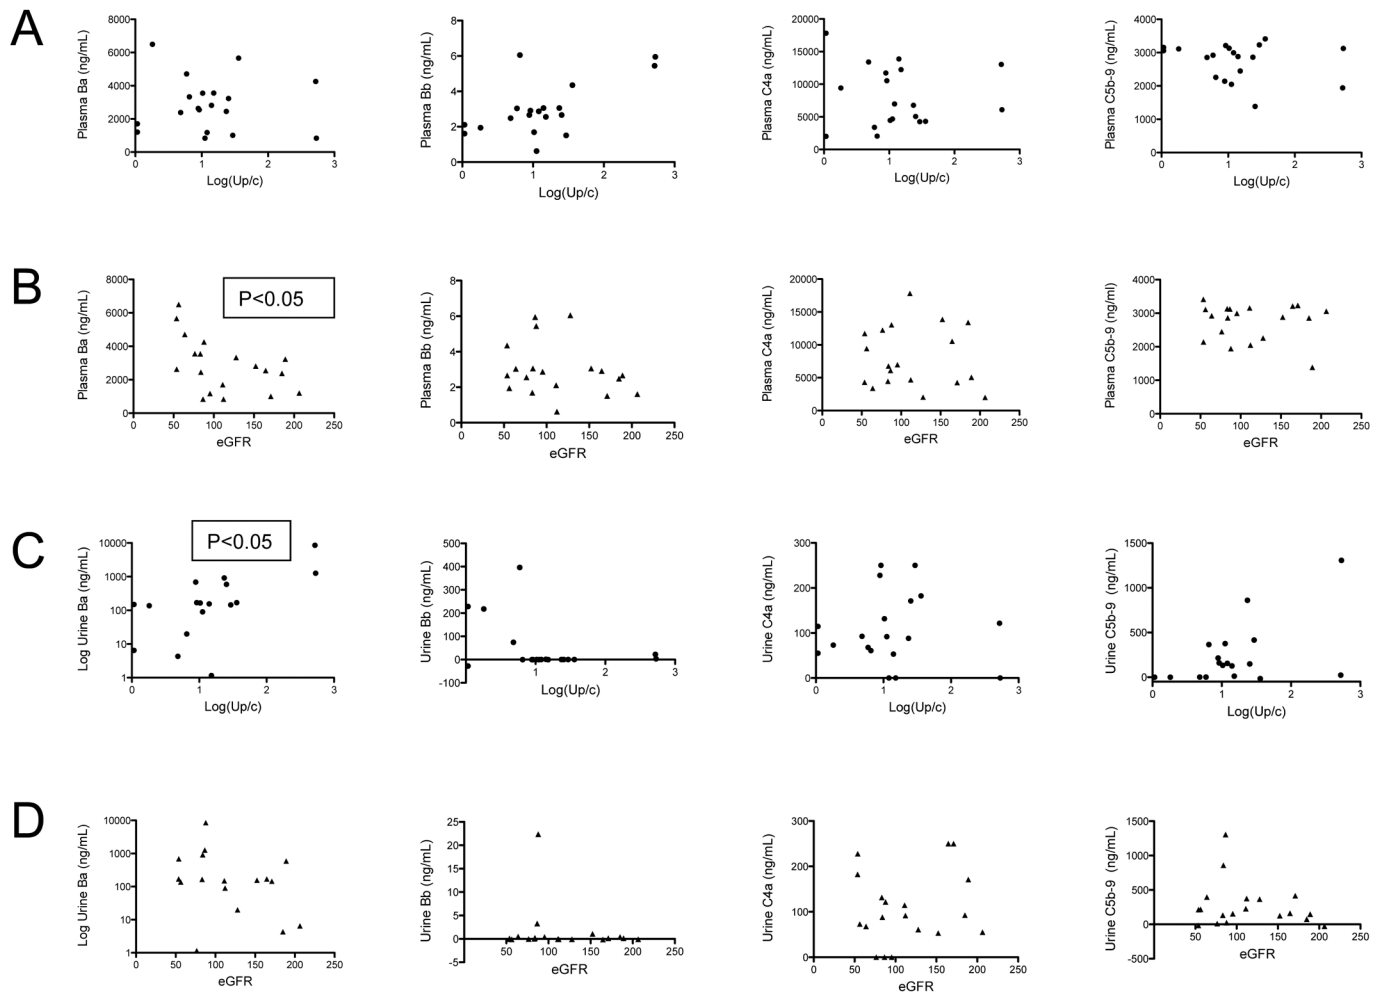 A
Plasma Ba (ng/mL)
8000
6000
4000
2000
0
0 1 2 3
Log(Up/c)
Plasma Bb (ng/mL)
8
6
4
2
0
0 1 2 3
Log(Up/c)
Plasma C4a (ng/mL)
20000
15000
10000
5000
0
0 1 2 3
Log(Up/c)
Plasma C5b-9 (ng/mL)
4000
3000
2000
1000
0
0 1 2 3
Log(Up/c)
B
P<0.05
Plasma Ba (ng/mL)
8000
6000
4000
2000
0
0 50 100 150 200 250
eGFR
Plasma Bb (ng/mL)
8
6
4
2
0
0 50 100 150 200 250
eGFR
Plasma C4a (ng/mL)
20000
15000
10000
5000
0
0 50 100 150 200 250
eGFR
Plasma C5b-9 (ng/ml)
4000
3000
2000
1000
0
0 50 100 150 200 250
eGFR
C
P<0.05
Log Urine Ba (ng/mL)
10000
1000
100
10
1
0 1 2 3
Log(Up/c)
Urine Bb (ng/mL)
500
400
300
200
100
0
-100
1 2 3
Log(Up/c)
Urine C4a (ng/mL)
300
200
100
0
0 1 2 3
Log(Up/c)
Urine C5b-9 (ng/mL)
1500
1000
500
0
0 1 2 3
Log(Up/c)
D
Log Urine Ba (ng/mL)
10000
1000
100
10
1
0 50 100 150 200 250
eGFR
Urine Bb (ng/mL)
25
20
15
10
5
0
-5
50 100 150 200 250
eGFR
Urine C4a (ng/mL)
300
200
100
0
0 50 100 150 200 250
eGFR
Urine C5b-9 (ng/mL)
1500
1000
500
0
-500
50 100 150 200 250
eGFR